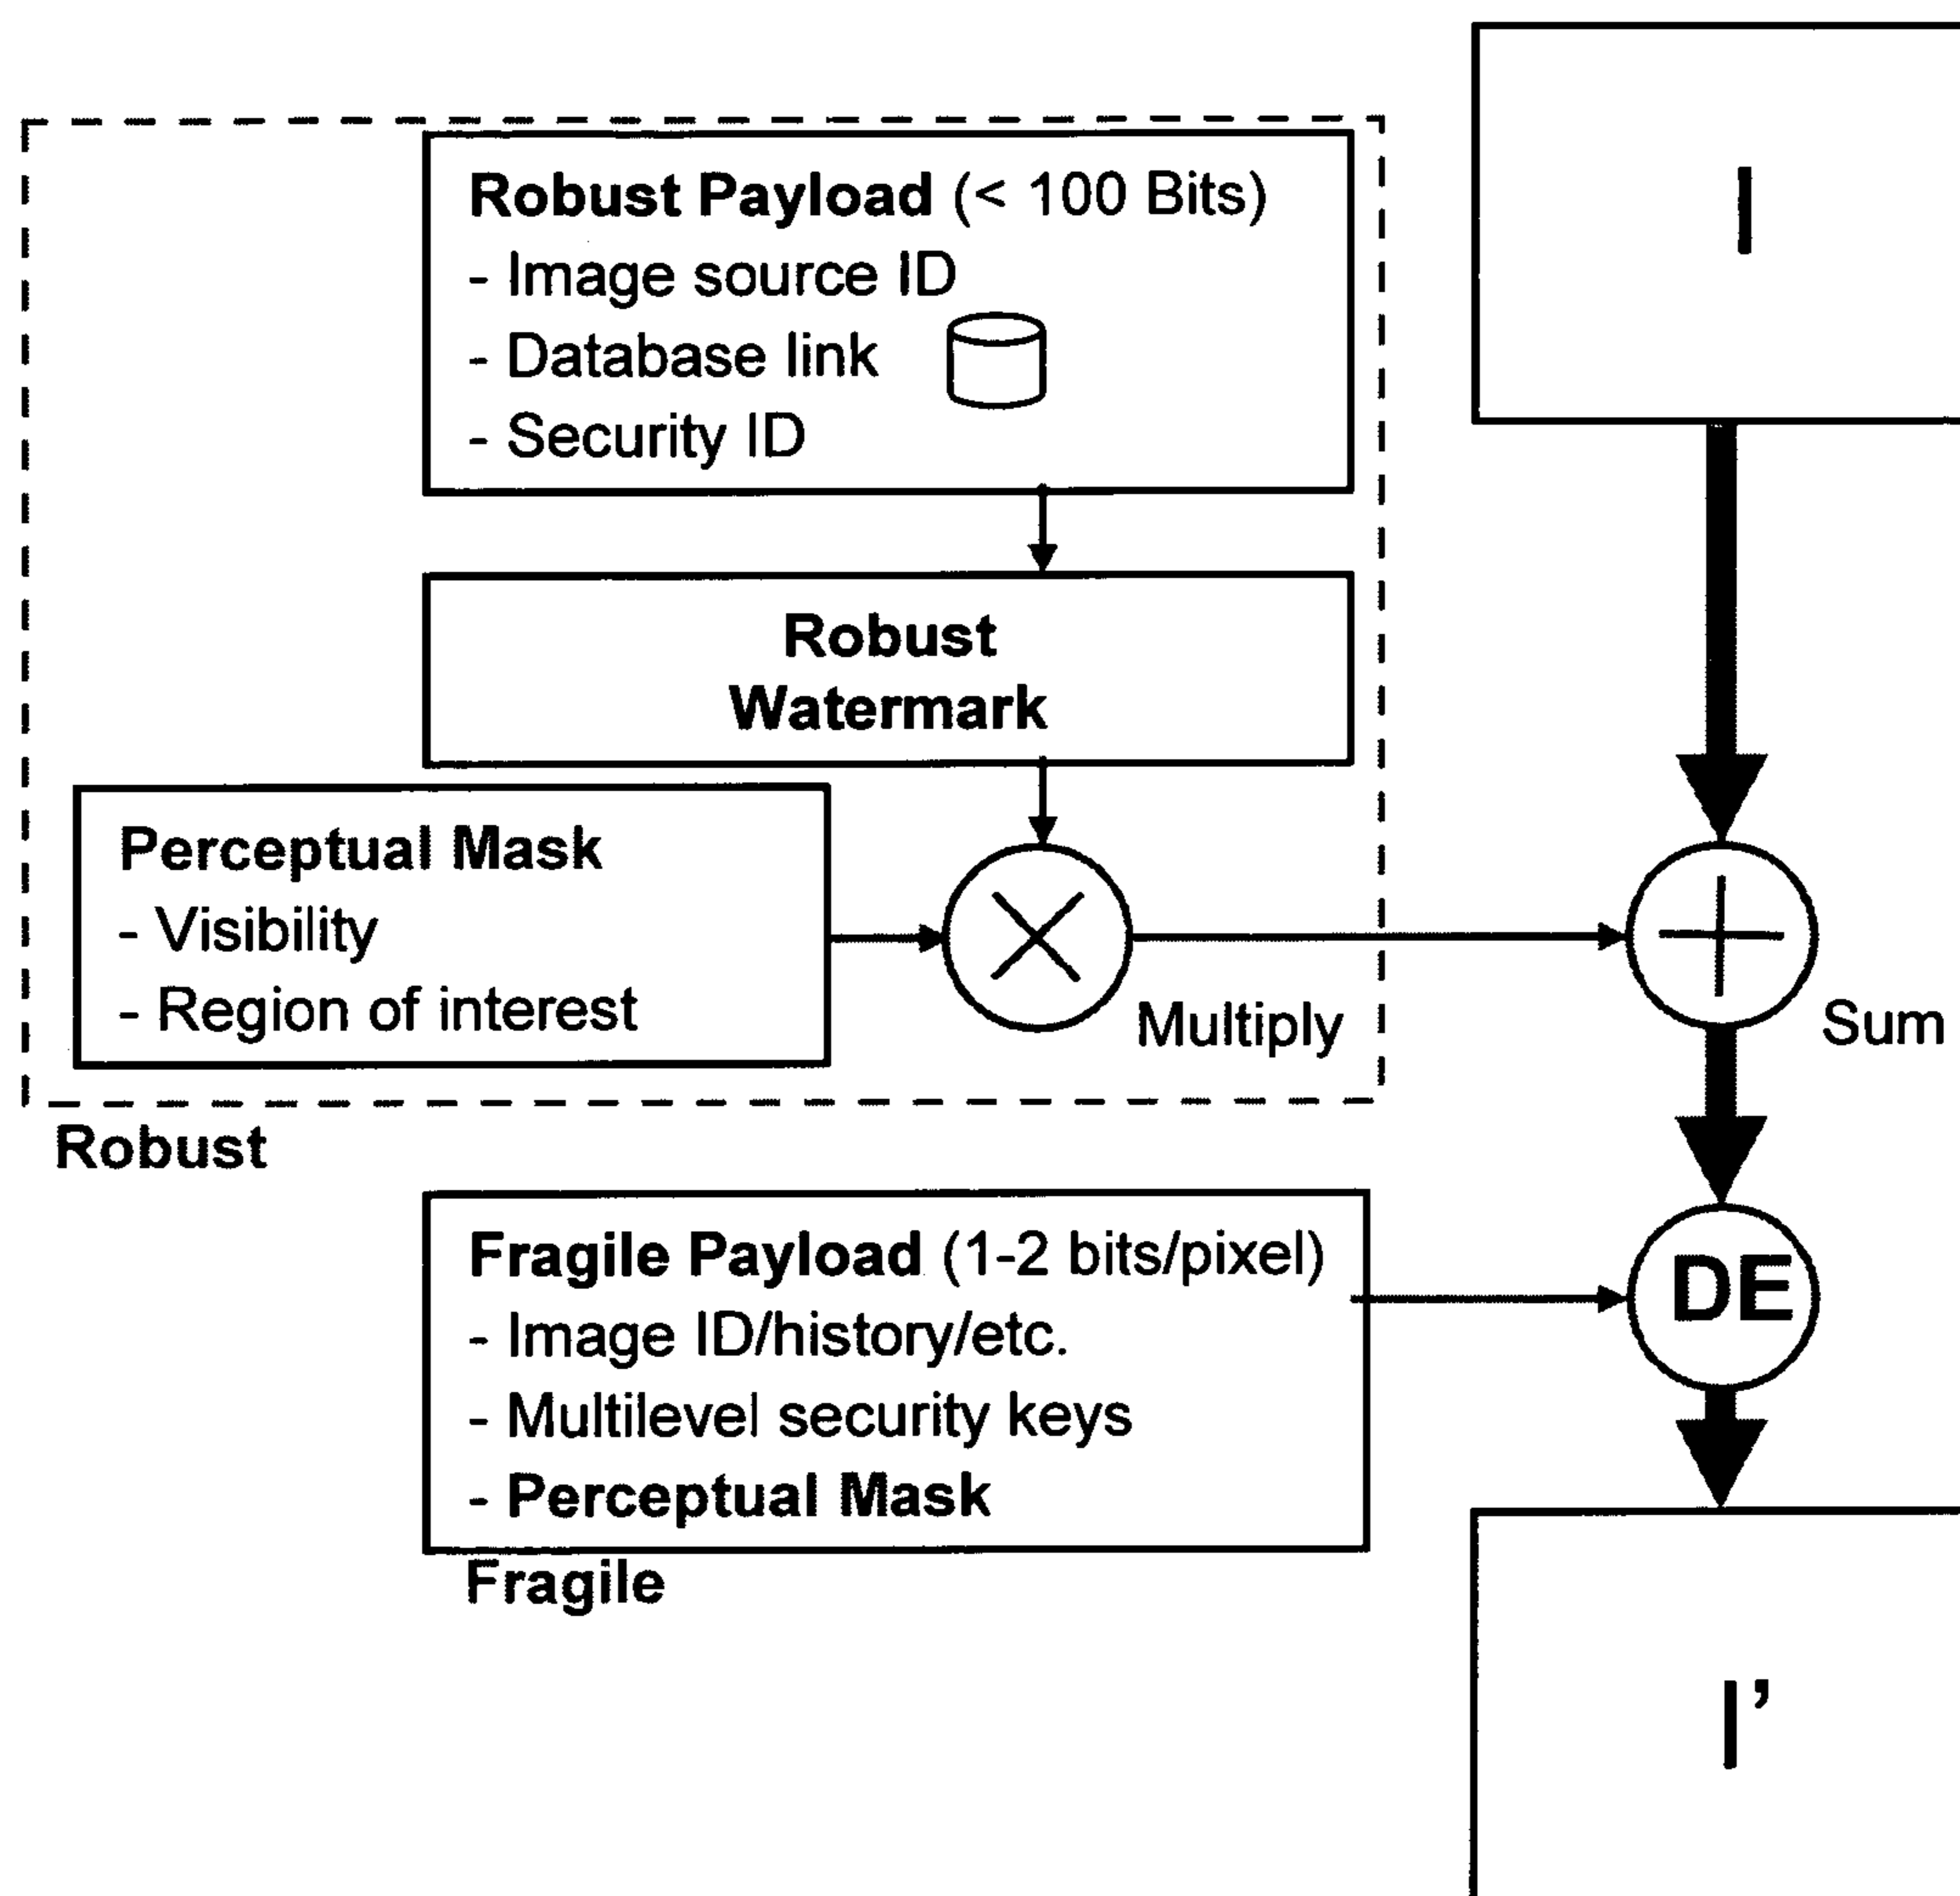 I
Robust Payload (< 100 Bits)
- Image source ID
- Database link
- Security ID
Robust
Watermark
Perceptual Mask
- Visibility
- Region of interest
Multiply
Sum
Robust
Fragile Payload (1-2 bits/pixel)
- Image ID/history/etc.
- Multilevel security keys
- Perceptual Mask
DE
Fragile
I’